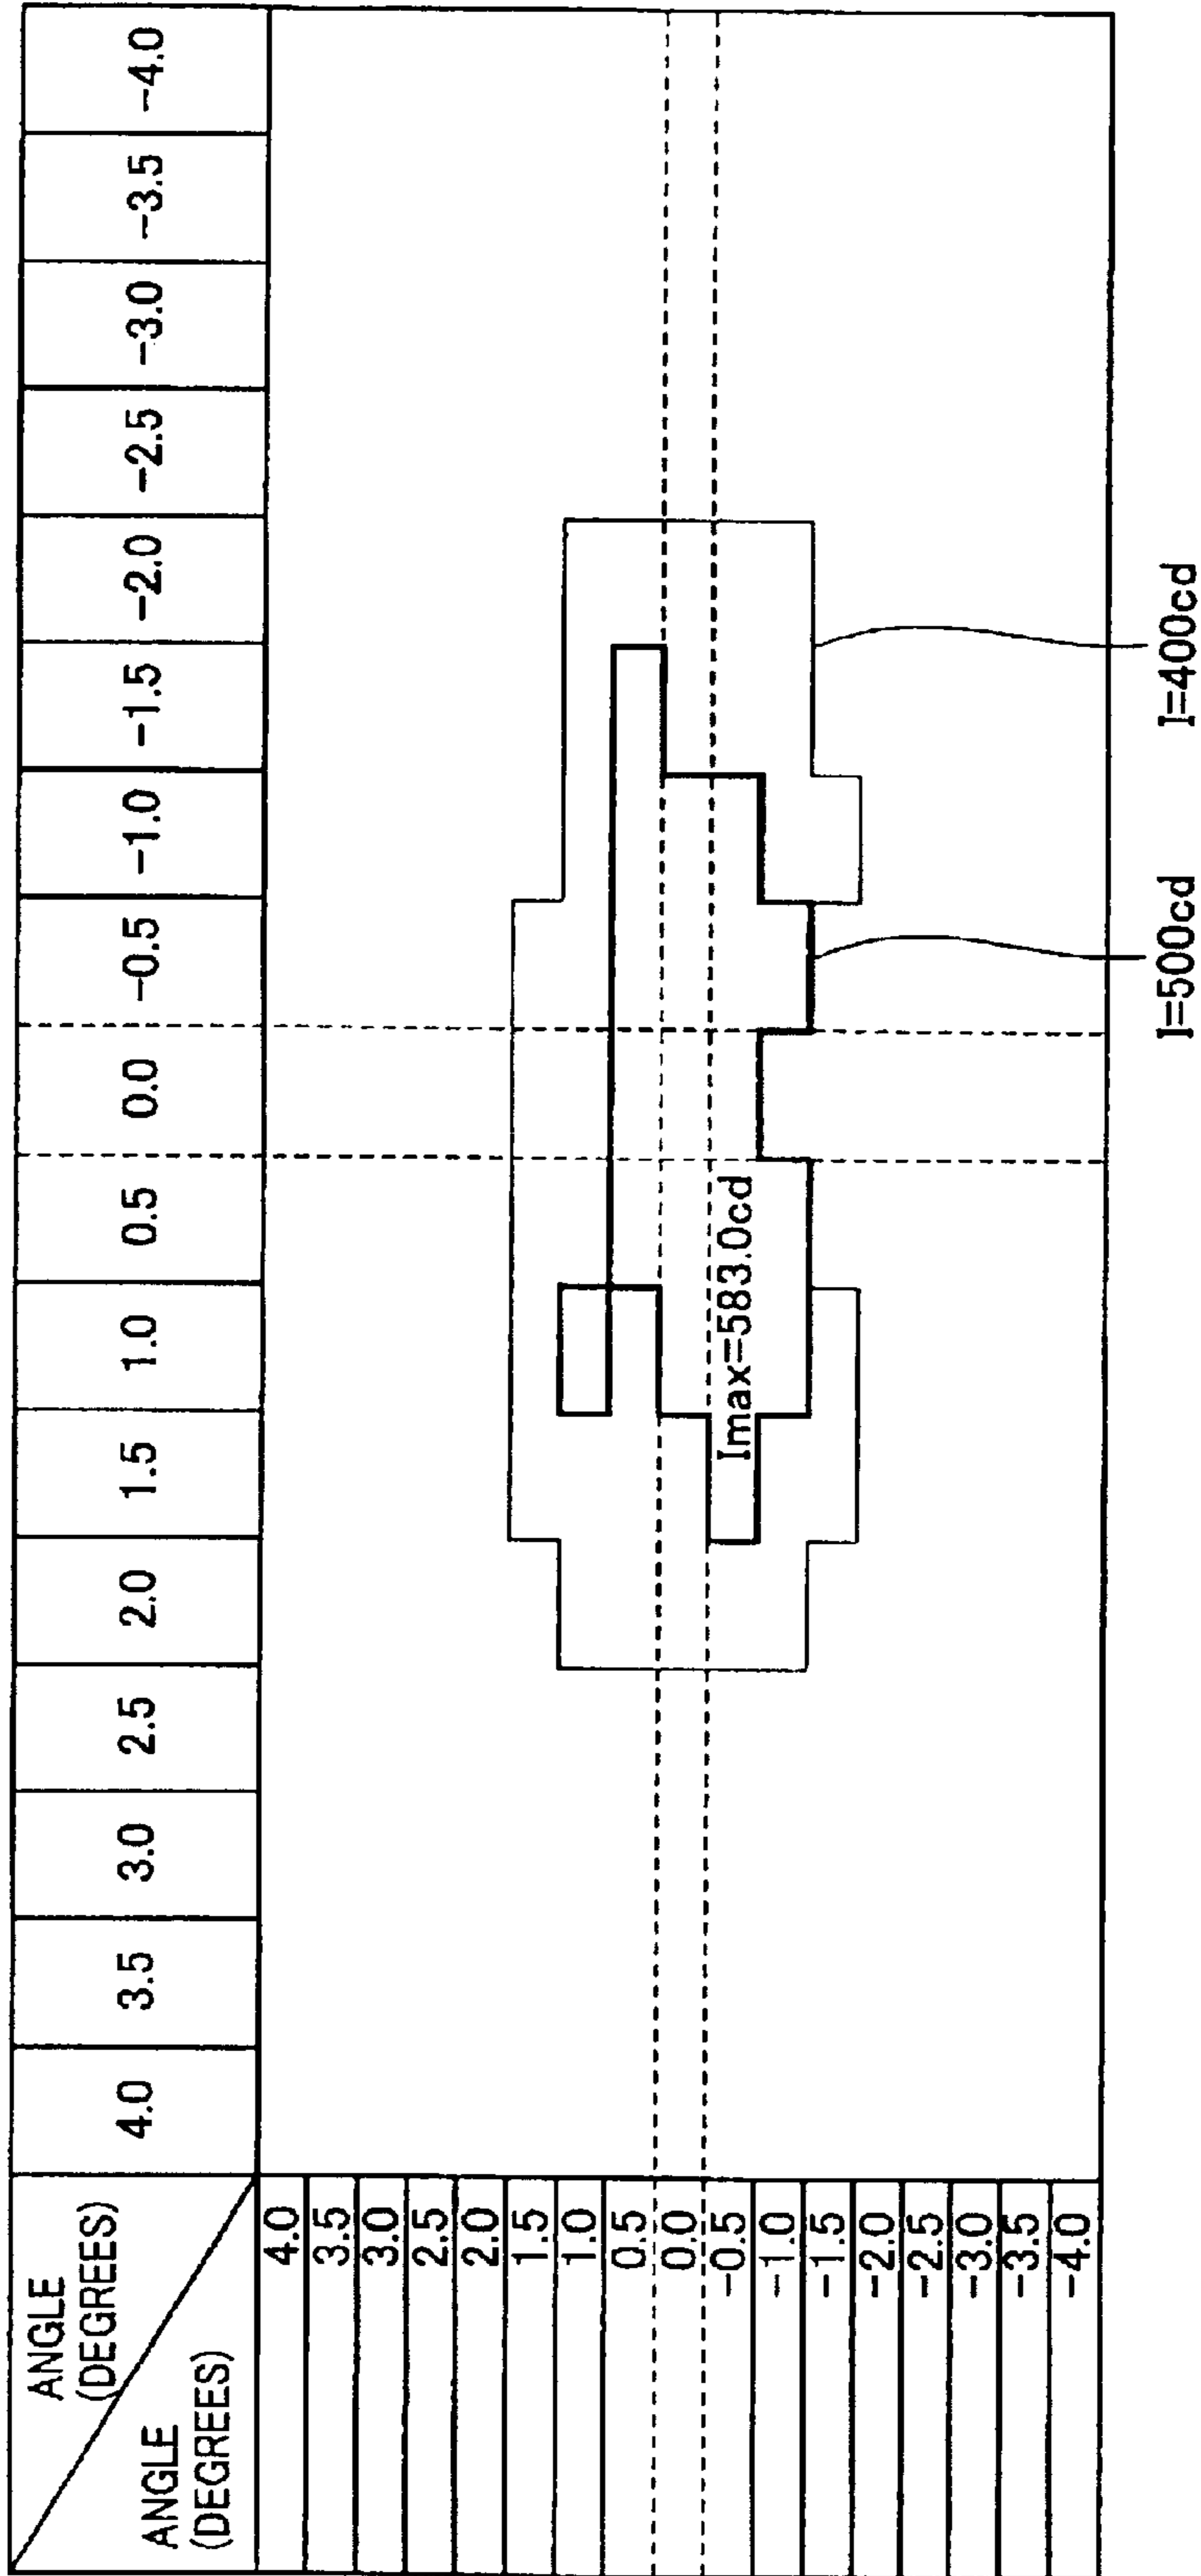 ANGLE
(DEGREES)
ANGLE
(DEGREES)
4.0 3.5 3.0 2.5 2.0 1.5 1.0 0.5 0.0 −0.5 −1.0 −1.5 −2.0 −2.5 −3.0 −3.5 −4.0
4.0
3.5
3.0
2.5
2.0
1.5
1.0
0.5
0.0
−0.5
−1.0
−1.5
−2.0
−2.5
−3.0
−3.5
−4.0
Imax=583.0cd
I=500cd
I=400cd